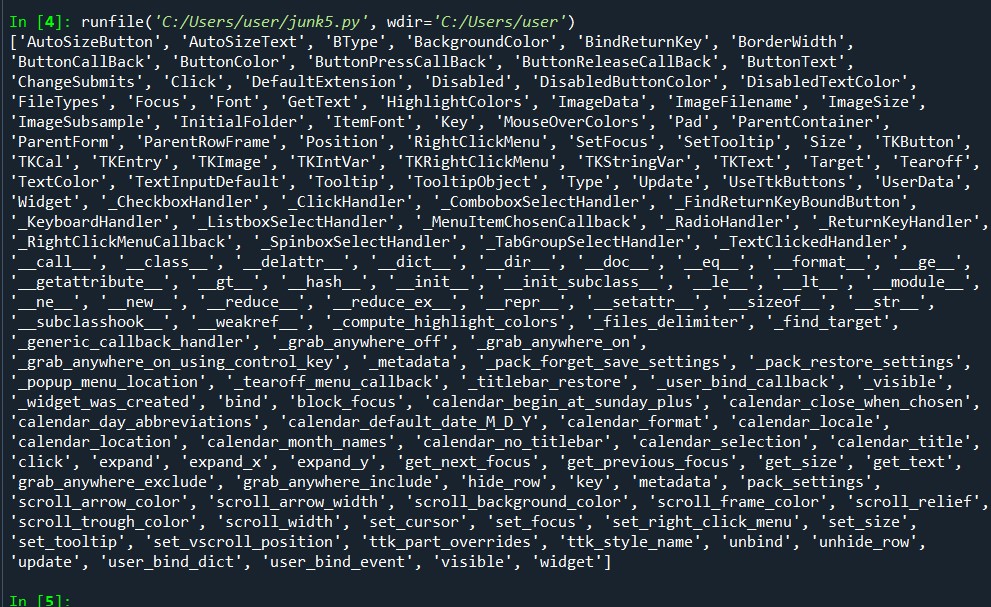 In [4]: runfile('C:/Users/user/junk5.py', wdir='C:/Users/user')
['AutoSizeButton', 'AutoSizeText', 'BType', 'BackgroundColor', 'BindReturnKey', 'BorderWidth',
'ButtonCallBack', 'ButtonColor', 'ButtonPressCallBack', 'ButtonReleaseCallBack', 'ButtonText',
'ChangeSubmits', 'Click', 'DefaultExtension', 'Disabled', 'DisabledButtonColor', 'DisabledTextColor',
'FileTypes', 'Focus', 'Font', 'GetText', 'HighlightColors', 'ImageData', 'ImageFilename', 'ImageSize',
'ImageSubsample', 'InitialFolder', 'ItemFont', 'Key', 'MouseOverColors', 'Pad', 'ParentContainer',
'ParentForm', 'ParentRowFrame', 'Position', 'RightClickMenu', 'SetFocus', 'SetTooltip', 'Size', 'TKButton',
'TKCal', 'TKEntry', 'TKImage', 'TKIntVar', 'TKRightClickMenu', 'TKStringVar', 'TKText', 'Target', 'Tearoff',
'TextColor', 'TextInputDefault', 'Tooltip', 'TooltipObject', 'Type', 'Update', 'UseTtkButtons', 'UserData',
'Widget', '_CheckboxHandler', '_ClickHandler', '_ComboboxSelectHandler', '_FindReturnKeyBoundButton',
'_KeyboardHandler', '_ListboxSelectHandler', '_MenuItemChosenCallback', '_RadioHandler', '_ReturnKeyHandler',
'_RightClickMenuCallback', '_SpinboxSelectHandler', '_TabGroupSelectHandler', '_TextClickedHandler',
'__call__', '__class__', '__delattr__', '__dict__', '__dir__', '__doc__', '__eq__', '__format__', '__ge__',
'__getattribute__', '__gt__', '__hash__', '__init__', '__init_subclass__', '__le__', '__lt__', '__module__',
'__ne__', '__new__', '__reduce__', '__reduce_ex__', '__repr__', '__setattr__', '__sizeof__', '__str__',
'__subclasshook__', '__weakref__', '_compute_highlight_colors', '_files_delimiter', '_find_target',
'_generic_callback_handler', '_grab_anywhere_off', '_grab_anywhere_on',
'_grab_anywhere_on_using_control_key', '_metadata', '_pack_forget_save_settings', '_pack_restore_settings',
'_popup_menu_location', '_tearoff_menu_callback', '_titlebar_restore', '_user_bind_callback', '_visible',
'_widget_was_created', 'bind', 'block_focus', 'calendar_begin_at_sunday_plus', 'calendar_close_when_chosen',
'calendar_day_abbreviations', 'calendar_default_date_M_D_Y', 'calendar_format', 'calendar_locale',
'calendar_location', 'calendar_month_names', 'calendar_no_titlebar', 'calendar_selection', 'calendar_title',
'click', 'expand', 'expand_x', 'expand_y', 'get_next_focus', 'get_previous_focus', 'get_size', 'get_text',
'grab_anywhere_exclude', 'grab_anywhere_include', 'hide_row', 'key', 'metadata', 'pack_settings',
'scroll_arrow_color', 'scroll_arrow_width', 'scroll_background_color', 'scroll_frame_color', 'scroll_relief',
'scroll_trough_color', 'scroll_width', 'set_cursor', 'set_focus', 'set_right_click_menu', 'set_size',
'set_tooltip', 'set_vscroll_position', 'ttk_part_overrides', 'ttk_style_name', 'unbind', 'unhide_row',
'update', 'user_bind_dict', 'user_bind_event', 'visible', 'widget']
In [5]: